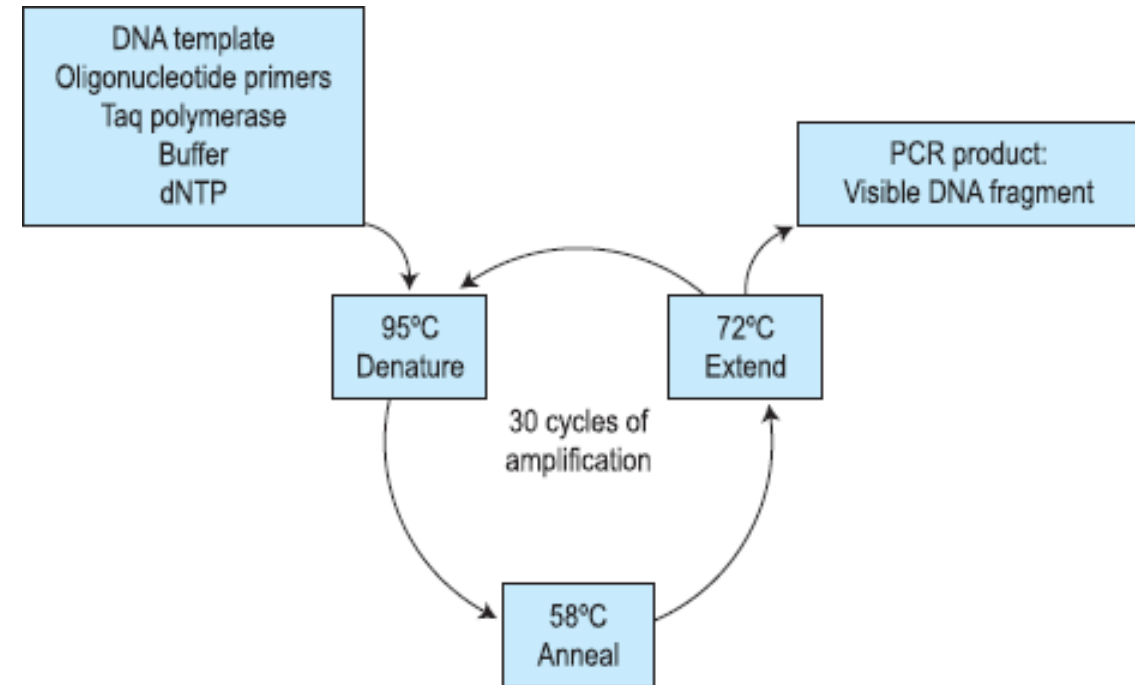 DNA template
Oligonucleotide primers
Taq polymerase
Buffer
dNTP
PCR product:
Visible DNA fragment
95ºC
Denature
72ºC
Extend
30 cycles of
amplification
58ºC
Anneal